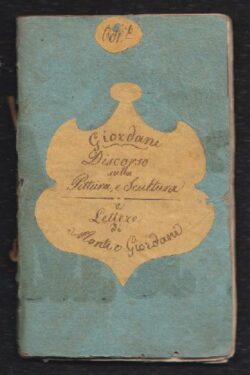 Giordani
Discorso
sulla
Pittura, e Scultura
e
Lettere
di
Monti e Giordani